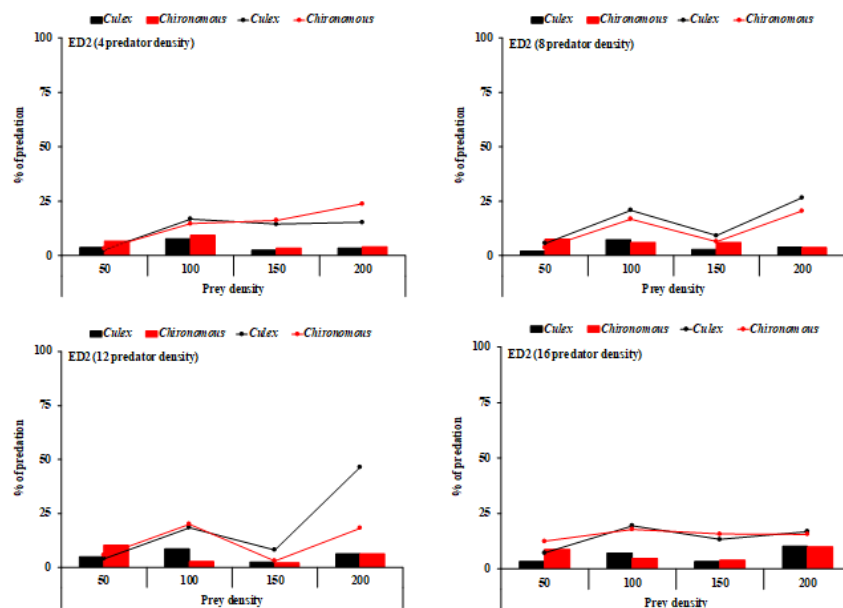 Culex Chironomous Culex Chironomous
ED2 (4 predator density)
100
75
50
25
0
% of predation
50 100 150 200
Prey density
Culex Chironomous Culex Chironomous
ED2 (8 predator density)
100
75
50
25
0
% of predation
50 100 150 200
Prey density
Culex Chironomous Culex Chironomous
ED2 (12 predator density)
100
75
50
25
0
% of predation
50 100 150 200
Prey density
Culex Chironomous Culex Chironomous
ED2 (16 predator density)
100
75
50
25
0
% of predation
50 100 150 200
Prey density